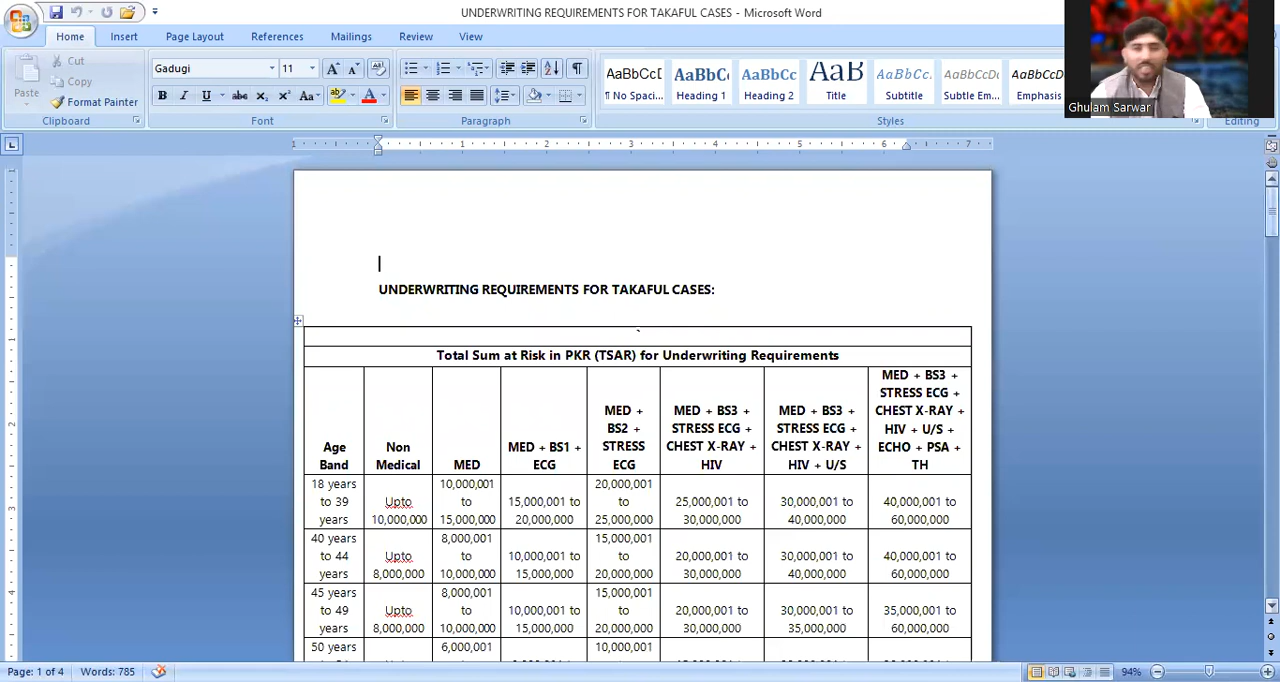 UNDERWRITING REQUIREMENTS FOR TAKAFUL CASES - Microsoft Word
Home Insert Page Layout References Mailings Review View
Paste
Cut
Copy
Format Painter
Clipboard
Gadugi 11
Font
Paragraph
AaBbCcD AaBbCc AaBbCc AaB AaBbCc. AaBbCcDc AaBbCcDc
¶ No Spaci... Heading 1 Heading 2 Title Subtitle Subtle Em... Emphasis
Styles
Editing
Ghulam Sarwar
UNDERWRITING REQUIREMENTS FOR TAKAFUL CASES:
Total Sum at Risk in PKR (TSAR) for Underwriting Requirements
Age Band
Non Medical
MED
MED + BS1 + ECG
MED + BS2 + STRESS ECG
MED + BS3 + STRESS ECG + CHEST X-RAY + HIV
MED + BS3 + STRESS ECG + CHEST X-RAY + HIV + U/S
MED + BS3 + STRESS ECG + CHEST X-RAY + HIV + U/S + ECHO + PSA + TH
18 years to 39 years
Upto 10,000,000
10,000,001 to 15,000,000
15,000,001 to 20,000,000
20,000,001 to 25,000,000
25,000,001 to 30,000,000
30,000,001 to 40,000,000
40,000,001 to 60,000,000
40 years to 44 years
Upto 8,000,000
8,000,001 to 10,000,000
10,000,001 to 15,000,000
15,000,001 to 20,000,000
20,000,001 to 30,000,000
30,000,001 to 40,000,000
40,000,001 to 60,000,000
45 years to 49 years
Upto 8,000,000
8,000,001 to 10,000,000
10,000,001 to 15,000,000
15,000,001 to 20,000,000
20,000,001 to 30,000,000
30,000,001 to 35,000,000
35,000,001 to 60,000,000
50 years
6,000,001
10,000,001
Page: 1 of 4 Words: 785
94%